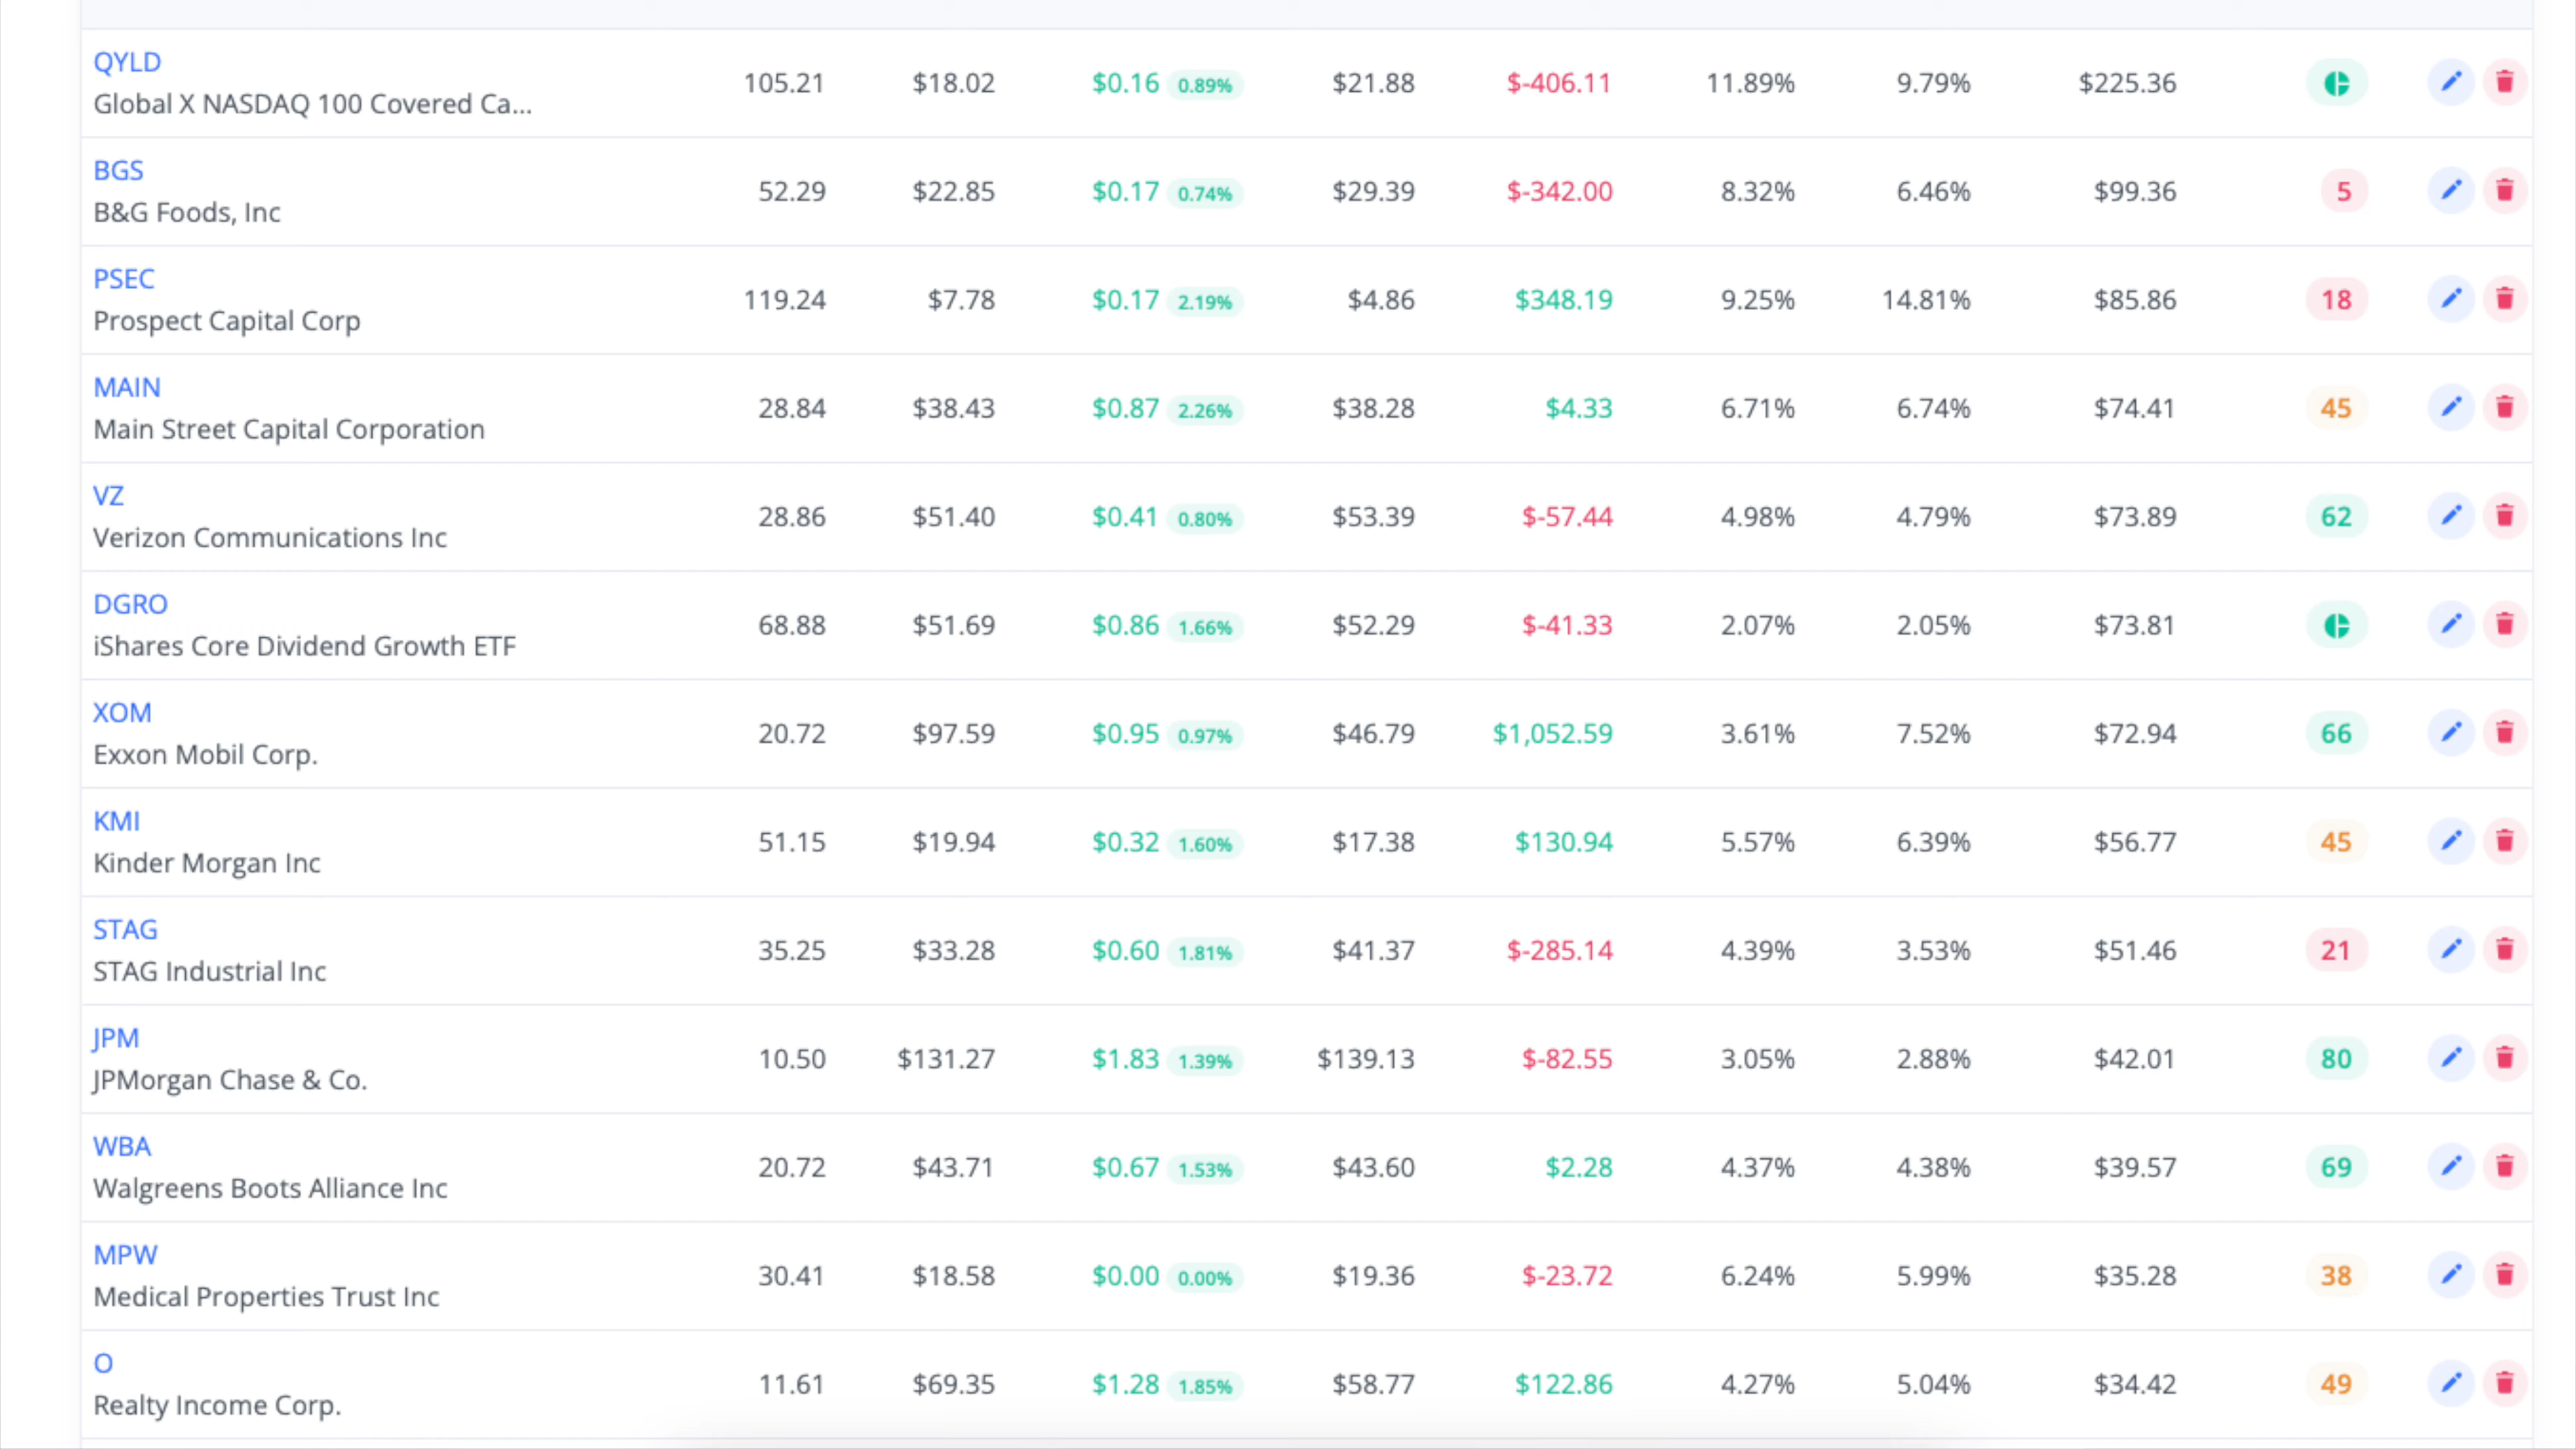 QYLD
Global X NASDAQ 100 Covered Ca...
105.21 $18.02 $0.16 0.89% $21.88 $-406.11 11.89% 9.79% $225.36
BGS
B&G Foods, Inc
52.29 $22.85 $0.17 0.74% $29.39 $-342.00 8.32% 6.46% $99.36 5
PSEC
Prospect Capital Corp
119.24 $7.78 $0.17 2.19% $4.86 $348.19 9.25% 14.81% $85.86 18
MAIN
Main Street Capital Corporation
28.84 $38.43 $0.87 2.26% $38.28 $4.33 6.71% 6.74% $74.41 45
VZ
Verizon Communications Inc
28.86 $51.40 $0.41 0.80% $53.39 $-57.44 4.98% 4.79% $73.89 62
DGRO
iShares Core Dividend Growth ETF
68.88 $51.69 $0.86 1.66% $52.29 $-41.33 2.07% 2.05% $73.81
XOM
Exxon Mobil Corp.
20.72 $97.59 $0.95 0.97% $46.79 $1,052.59 3.61% 7.52% $72.94 66
KMI
Kinder Morgan Inc
51.15 $19.94 $0.32 1.60% $17.38 $130.94 5.57% 6.39% $56.77 45
STAG
STAG Industrial Inc
35.25 $33.28 $0.60 1.81% $41.37 $-285.14 4.39% 3.53% $51.46 21
JPM
JPMorgan Chase & Co.
10.50 $131.27 $1.83 1.39% $139.13 $-82.55 3.05% 2.88% $42.01 80
WBA
Walgreens Boots Alliance Inc
20.72 $43.71 $0.67 1.53% $43.60 $2.28 4.37% 4.38% $39.57 69
MPW
Medical Properties Trust Inc
30.41 $18.58 $0.00 0.00% $19.36 $-23.72 6.24% 5.99% $35.28 38
O
Realty Income Corp.
11.61 $69.35 $1.28 1.85% $58.77 $122.86 4.27% 5.04% $34.42 49